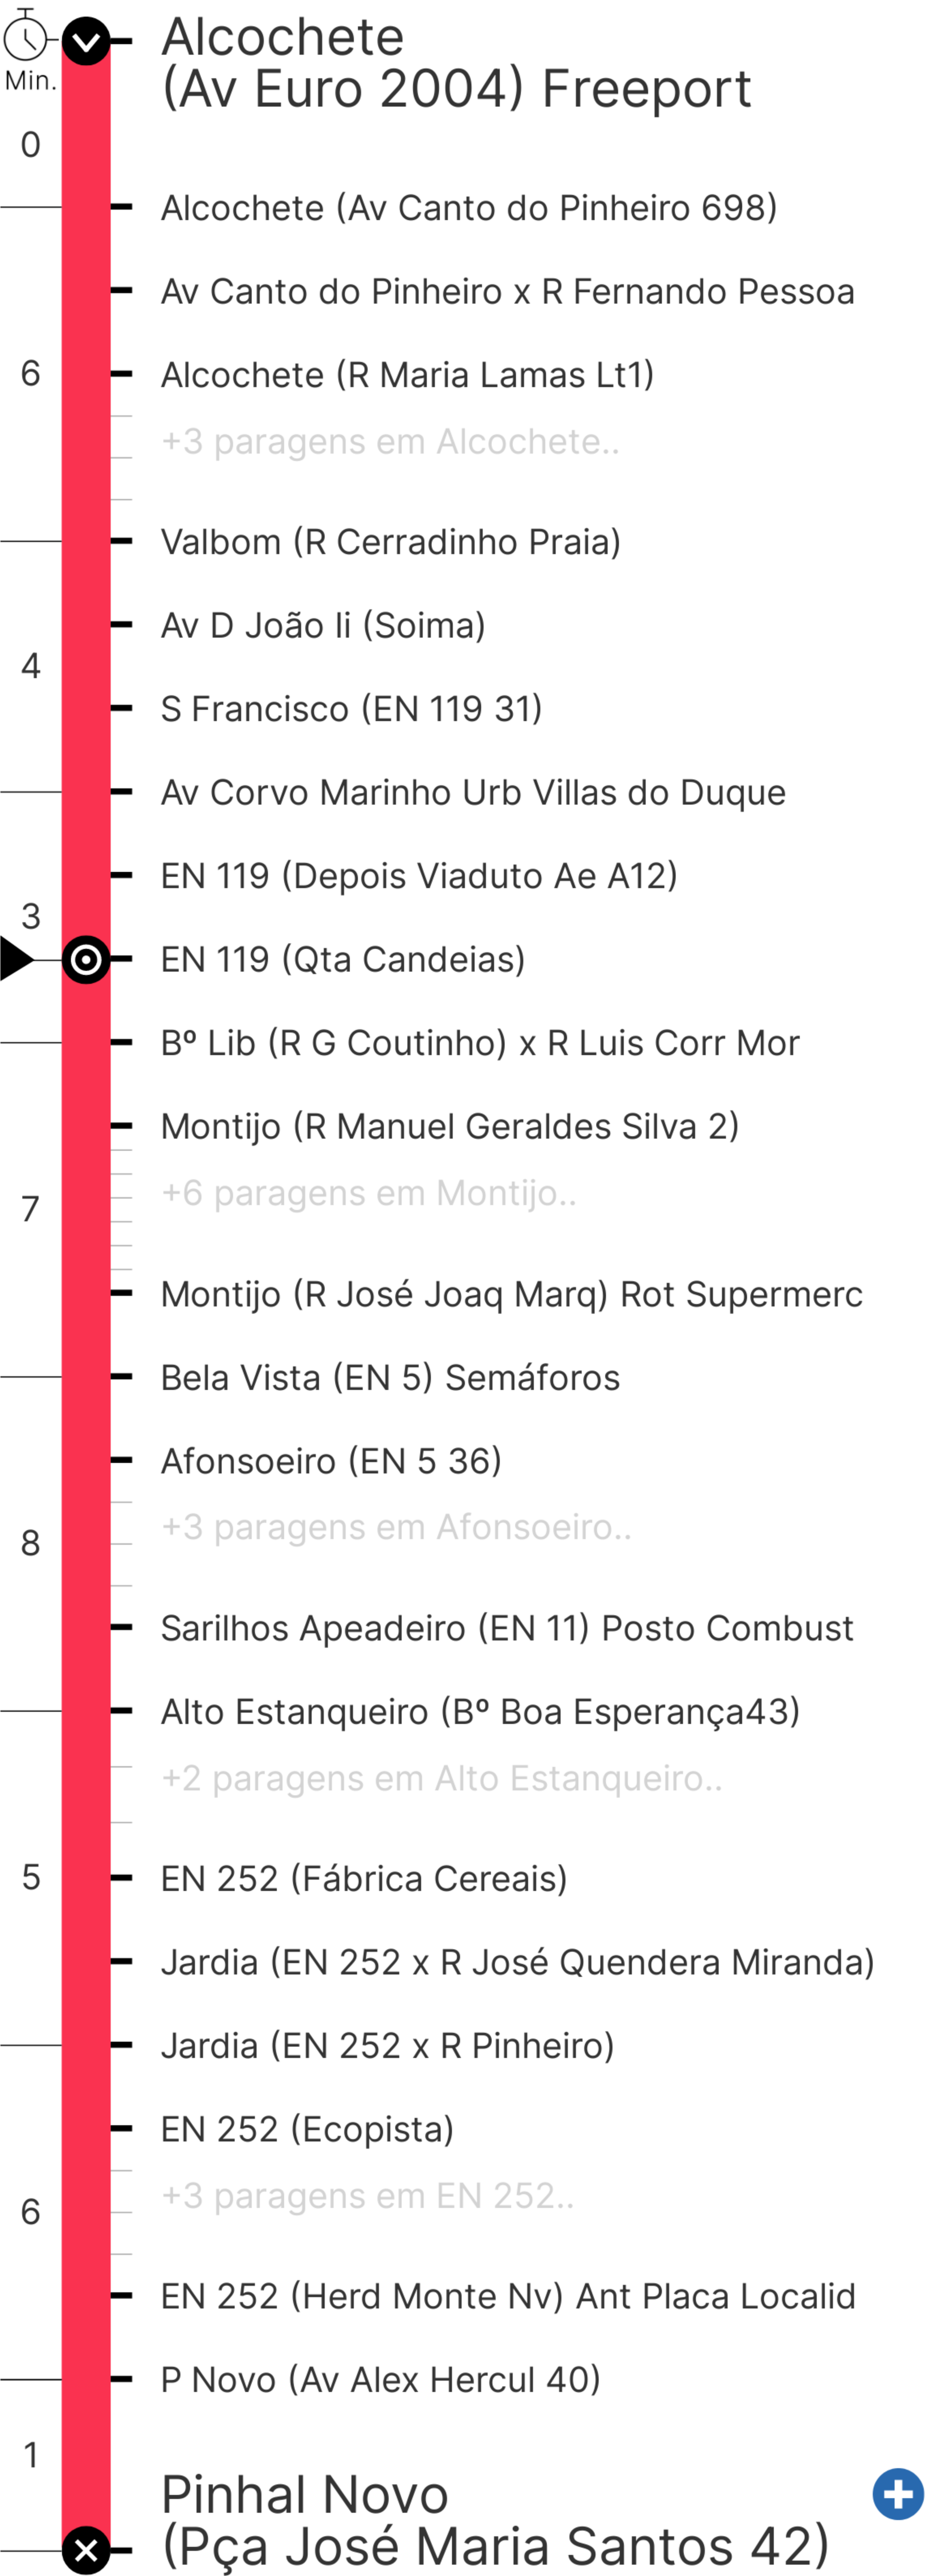 Alcochete
(Av Euro 2004) Freeport
Min.
0
Alcochete (Av Canto do Pinheiro 698)
Av Canto do Pinheiro x R Fernando Pessoa
6
Alcochete (R Maria Lamas Lt1)
+3 paragens em Alcochete..
Valbom (R Cerradinho Praia)
Av D João Ii (Soima)
4
S Francisco (EN 119 31)
Av Corvo Marinho Urb Villas do Duque
EN 119 (Depois Viaduto Ae A12)
3
EN 119 (Qta Candeias)
Bº Lib (R G Coutinho) x R Luis Corr Mor
Montijo (R Manuel Geraldes Silva 2)
+6 paragens em Montijo..
7
Montijo (R José Joaq Marq) Rot Supermerc
Bela Vista (EN 5) Semáforos
Afonsoeiro (EN 5 36)
+3 paragens em Afonsoeiro..
8
Sarilhos Apeadeiro (EN 11) Posto Combust
Alto Estanqueiro (Bº Boa Esperança43)
+2 paragens em Alto Estanqueiro..
5
EN 252 (Fábrica Cereais)
Jardia (EN 252 x R José Quendera Miranda)
Jardia (EN 252 x R Pinheiro)
EN 252 (Ecopista)
+3 paragens em EN 252..
6
EN 252 (Herd Monte Nv) Ant Placa Localid
P Novo (Av Alex Hercul 40)
1
Pinhal Novo
(Pça José Maria Santos 42)